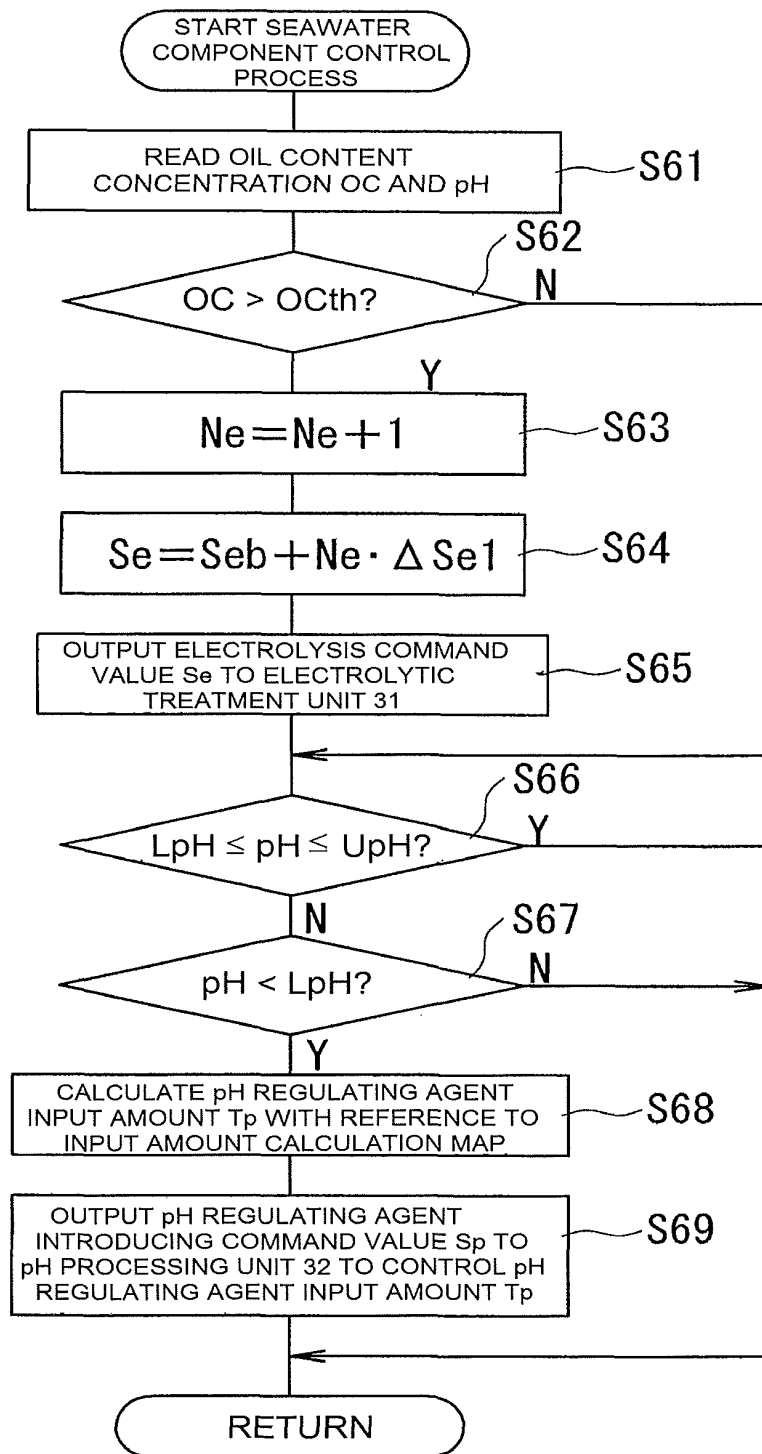 START SEAWATER
COMPONENT CONTROL
PROCESS
READ OIL CONTENT
CONCENTRATION OC AND pH
S61
S62
OC > OCth?
N
Y
Ne=Ne+1
S63
Se=Seb+Ne·ΔSe1
S64
OUTPUT ELECTROLYSIS COMMAND
VALUE Se TO ELECTROLYTIC
TREATMENT UNIT 31
S65
S66
LpH ≤ pH ≤ UpH?
Y
N
S67
pH < LpH?
N
Y
CALCULATE pH REGULATING AGENT
INPUT AMOUNT Tp WITH REFERENCE TO
INPUT AMOUNT CALCULATION MAP
S68
OUTPUT pH REGULATING AGENT
INTRODUCING COMMAND VALUE Sp TO
pH PROCESSING UNIT 32 TO CONTROL pH
REGULATING AGENT INPUT AMOUNT Tp
S69
RETURN